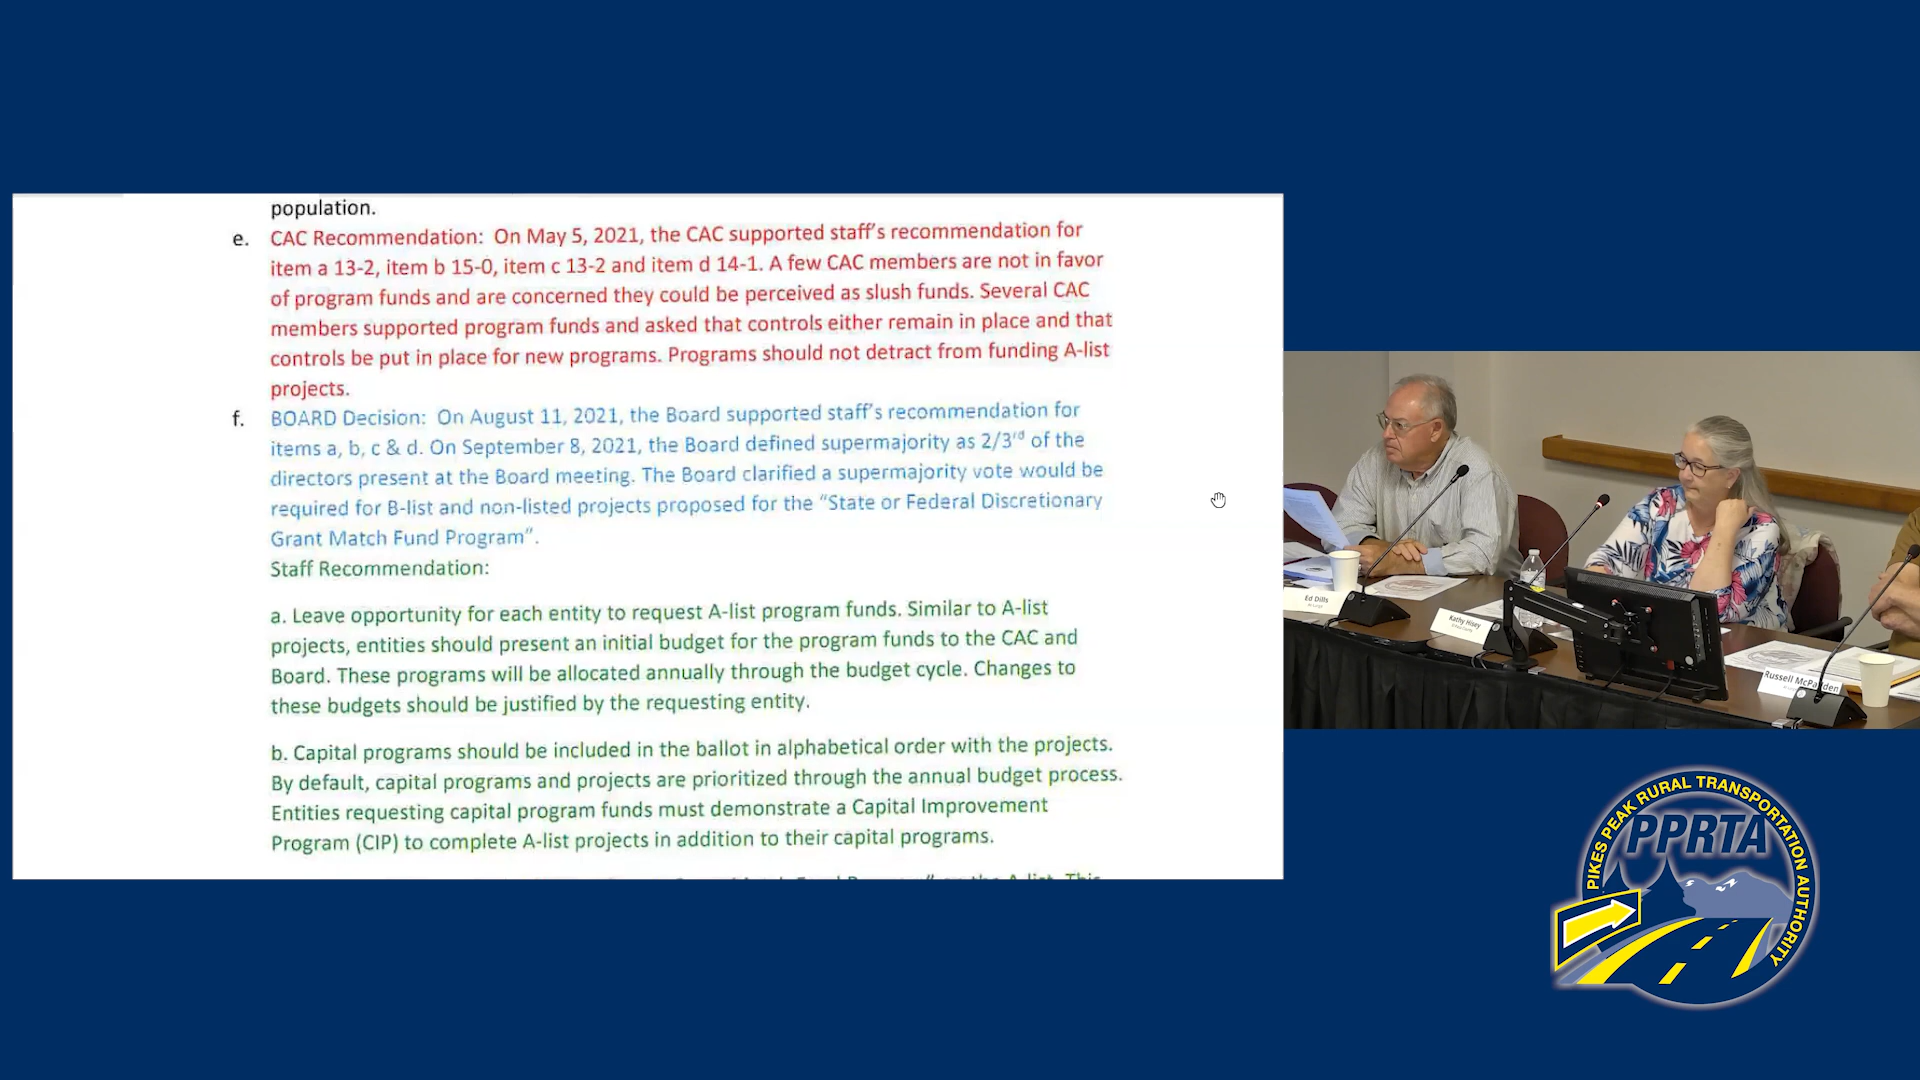 population.
e. CAC Recommendation: On May 5, 2021, the CAC supported staff's recommendation for
item a 13-2, item b 15-0, item c 13-2 and item d 14-1. A few CAC members are not in favor
of program funds and are concerned they could be perceived as slush funds. Several CAC
members supported program funds and asked that controls either remain in place and that
controls be put in place for new programs. Programs should not detract from funding A-list
projects.
f. BOARD Decision: On August 11, 2021, the Board supported staff's recommendation for
items a, b, c & d. On September 8, 2021, the Board defined supermajority as 2/3rd of the
directors present at the Board meeting. The Board clarified a supermajority vote would be
required for B-list and non-listed projects proposed for the "State or Federal Discretionary
Grant Match Fund Program".
Staff Recommendation:
a. Leave opportunity for each entity to request A-list program funds. Similar to A-list
projects, entities should present an initial budget for the program funds to the CAC and
Board. These programs will be allocated annually through the budget cycle. Changes to
these budgets should be justified by the requesting entity.
b. Capital programs should be included in the ballot in alphabetical order with the projects.
By default, capital programs and projects are prioritized through the annual budget process.
Entities requesting capital program funds must demonstrate a Capital Improvement
Program (CIP) to complete A-list projects in addition to their capital programs.
the A-list. This
Ed Dills
Kathy Hisey
Russell
PIKES PEAK RURAL TRANSPORTATION AUTHORITY
PPRTA